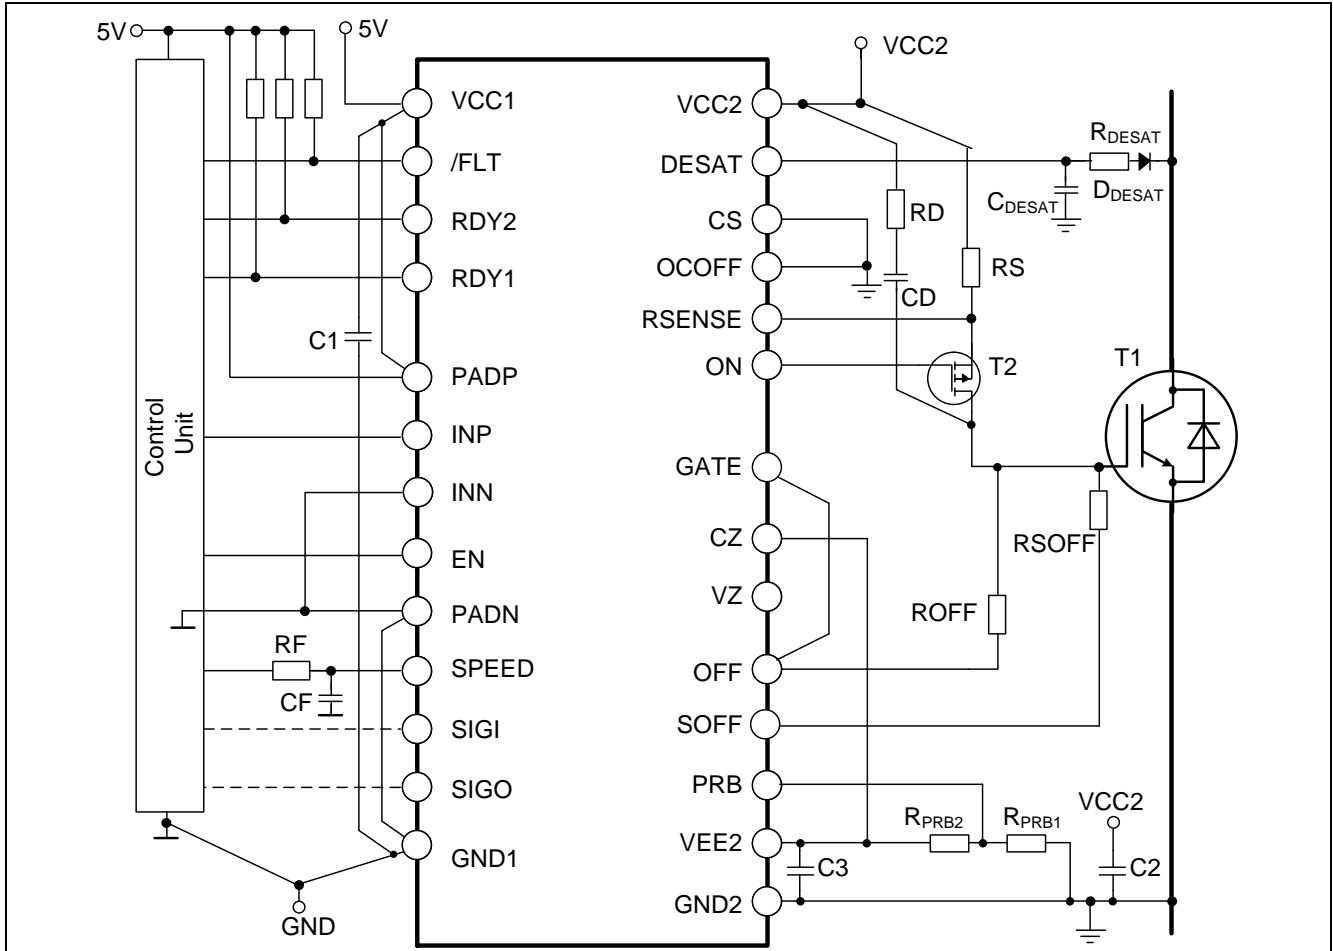 5V
5V
VCC2
VCC1
/FLT
RDY2
RDY1
C1
PADP
INP
INN
EN
PADN
RF
SPEED
CF
SIGI
SIGO
GND1
GND
Control
Unit
VCC2
DESAT
CS
OCOFF
RSENSE
ON
GATE
CZ
VZ
OFF
SOFF
PRB
VEE2
GND2
RDESAT
DDESAT
CDESAT
RD
CD
RS
T2
T1
RSOFF
ROFF
RPRB2
RPRB1
VCC2
C3
C2